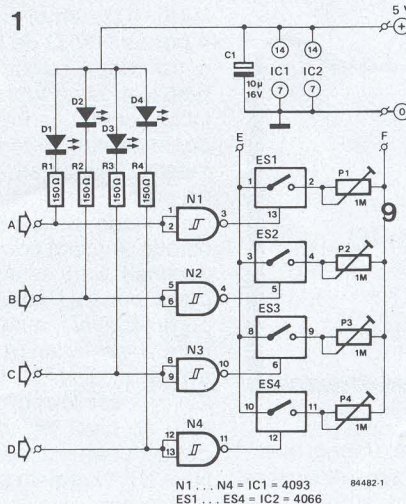 1
5 V
+
C1
10µ
16V
14
14
IC1
IC2
7
7
0
D1
D2
D3
D4
R1
R2
R3
R4
150Ω
150Ω
150Ω
150Ω
E
F
A
N1
1
2
3
ES1
1
2
13
P1
1M
9
B
N2
5
6
4
ES2
3
4
5
P2
1M
C
N3
8
9
10
ES3
8
9
6
P3
1M
D
N4
12
13
11
ES4
10
11
12
P4
1M
N1 . . . N4 = IC1 = 4093
84482-1
ES1 . . . ES4 = IC2 = 4066